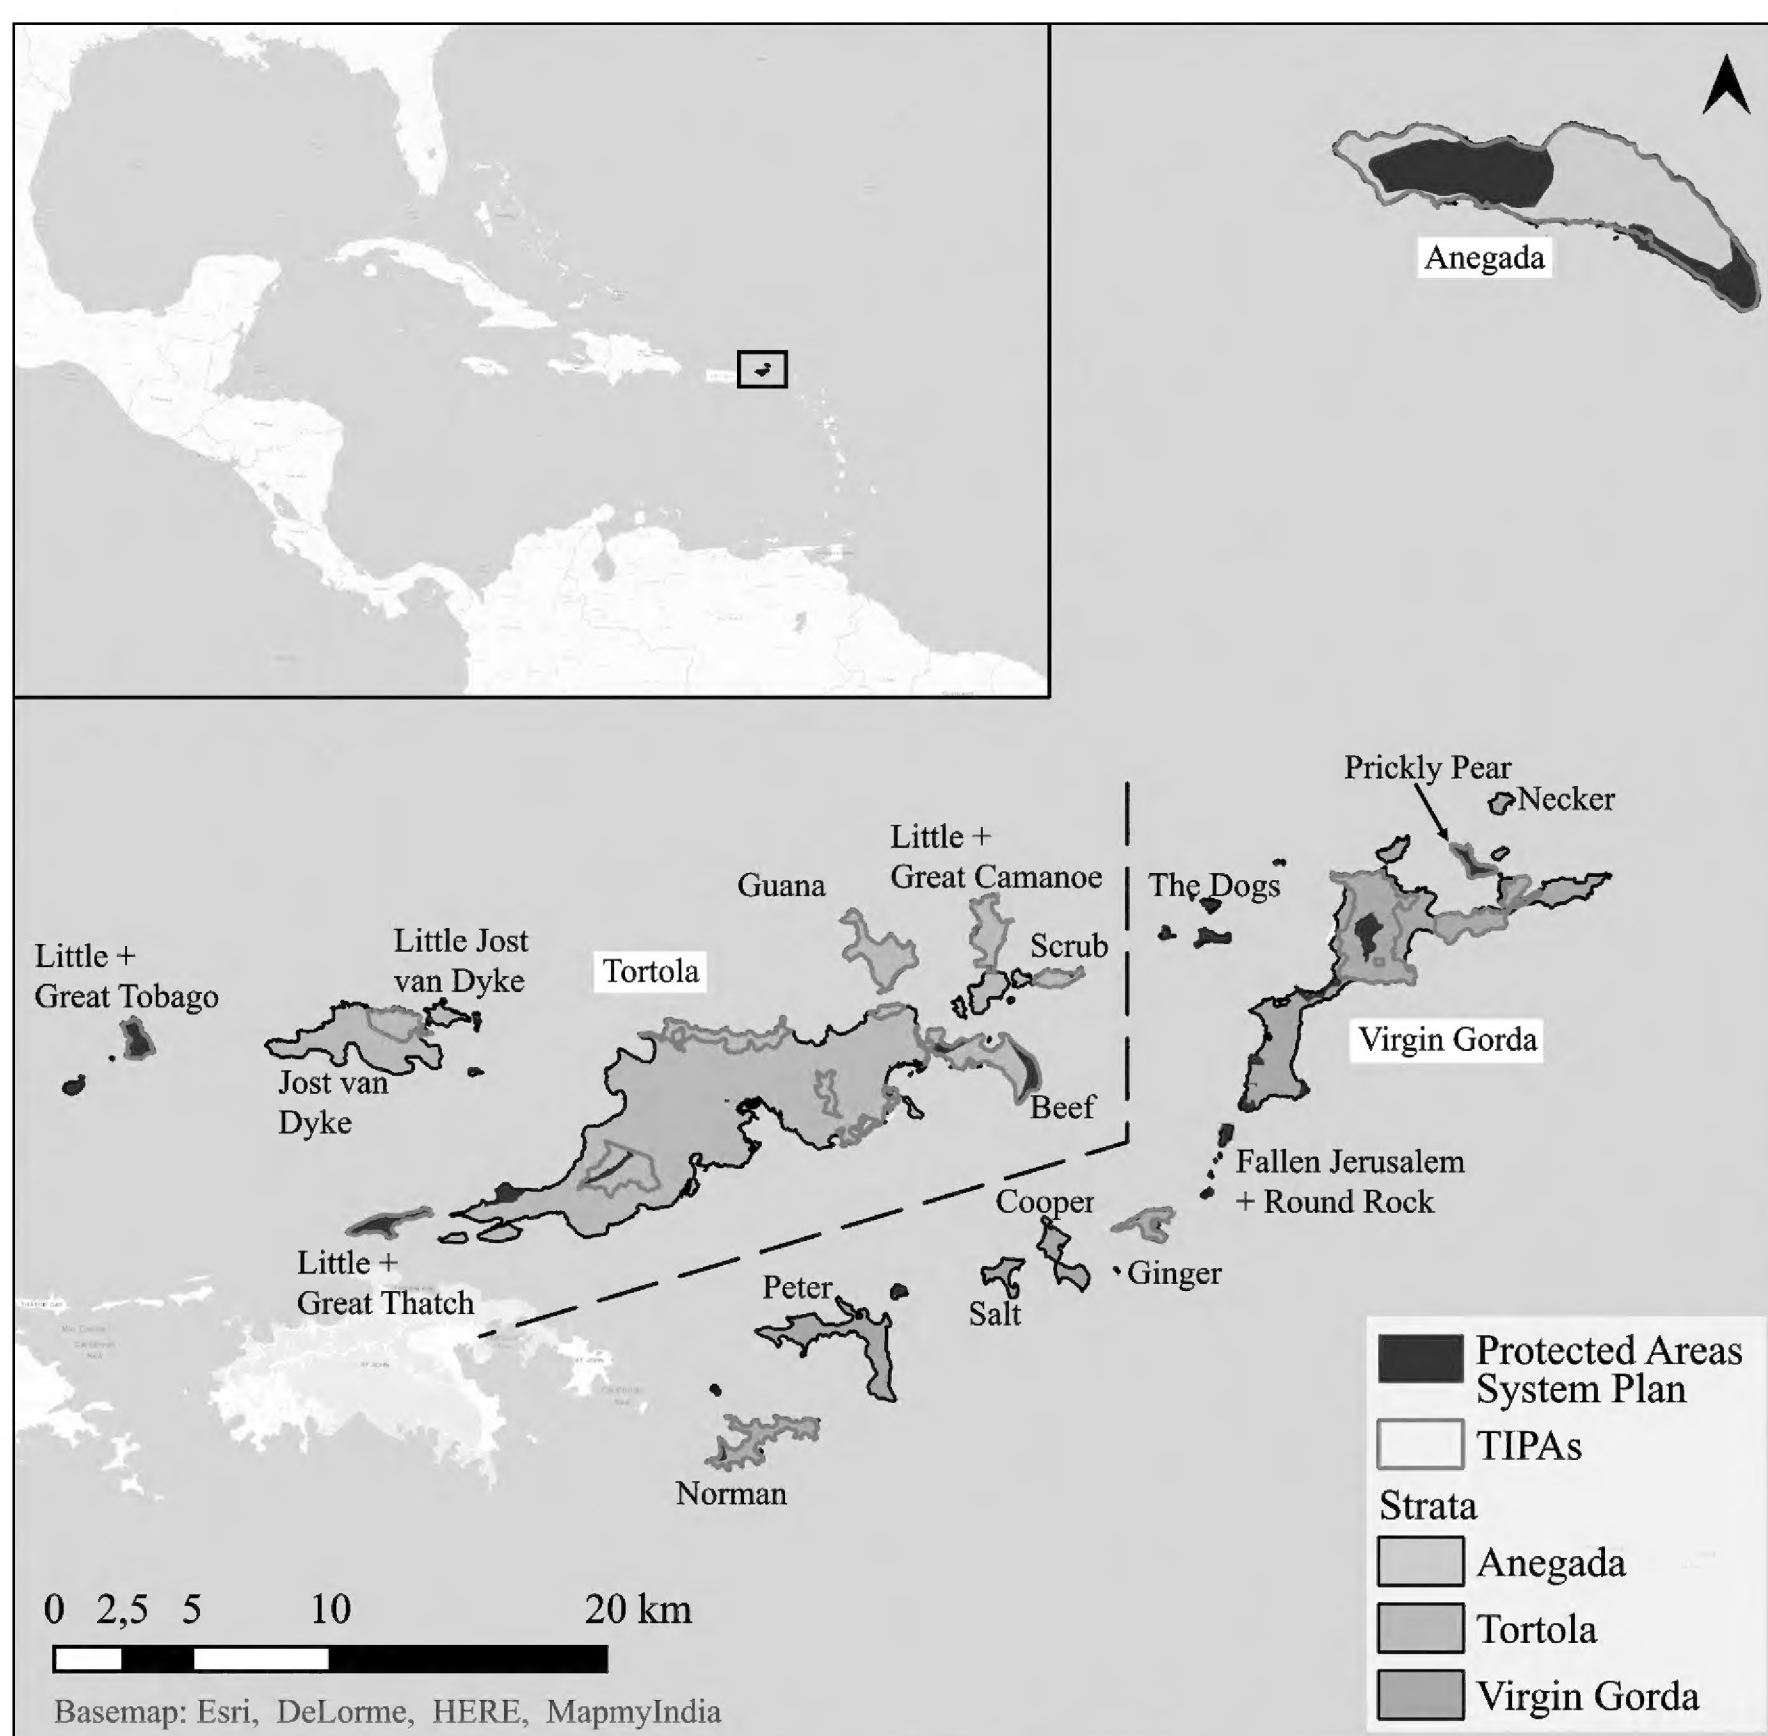 Anegada
Prickly Pear
Necker
Little +
Great Camanoe
The Dogs
Guana
Scrub
Little Jost
van Dyke
Tortola
Little +
Great Tobago
Virgin Gorda
Jost van
Dyke
Beef
Fallen Jerusalem
+ Round Rock
Cooper
Little +
Great Thatch
Ginger
Peter
Salt
Norman
ST JOHN
Protected Areas
System Plan
TIPAs
Strata
Anegada
Tortola
Virgin Gorda
0 2,5 5 10 20 km
Basemap: Esri, DeLorme, HERE, MapmyIndia